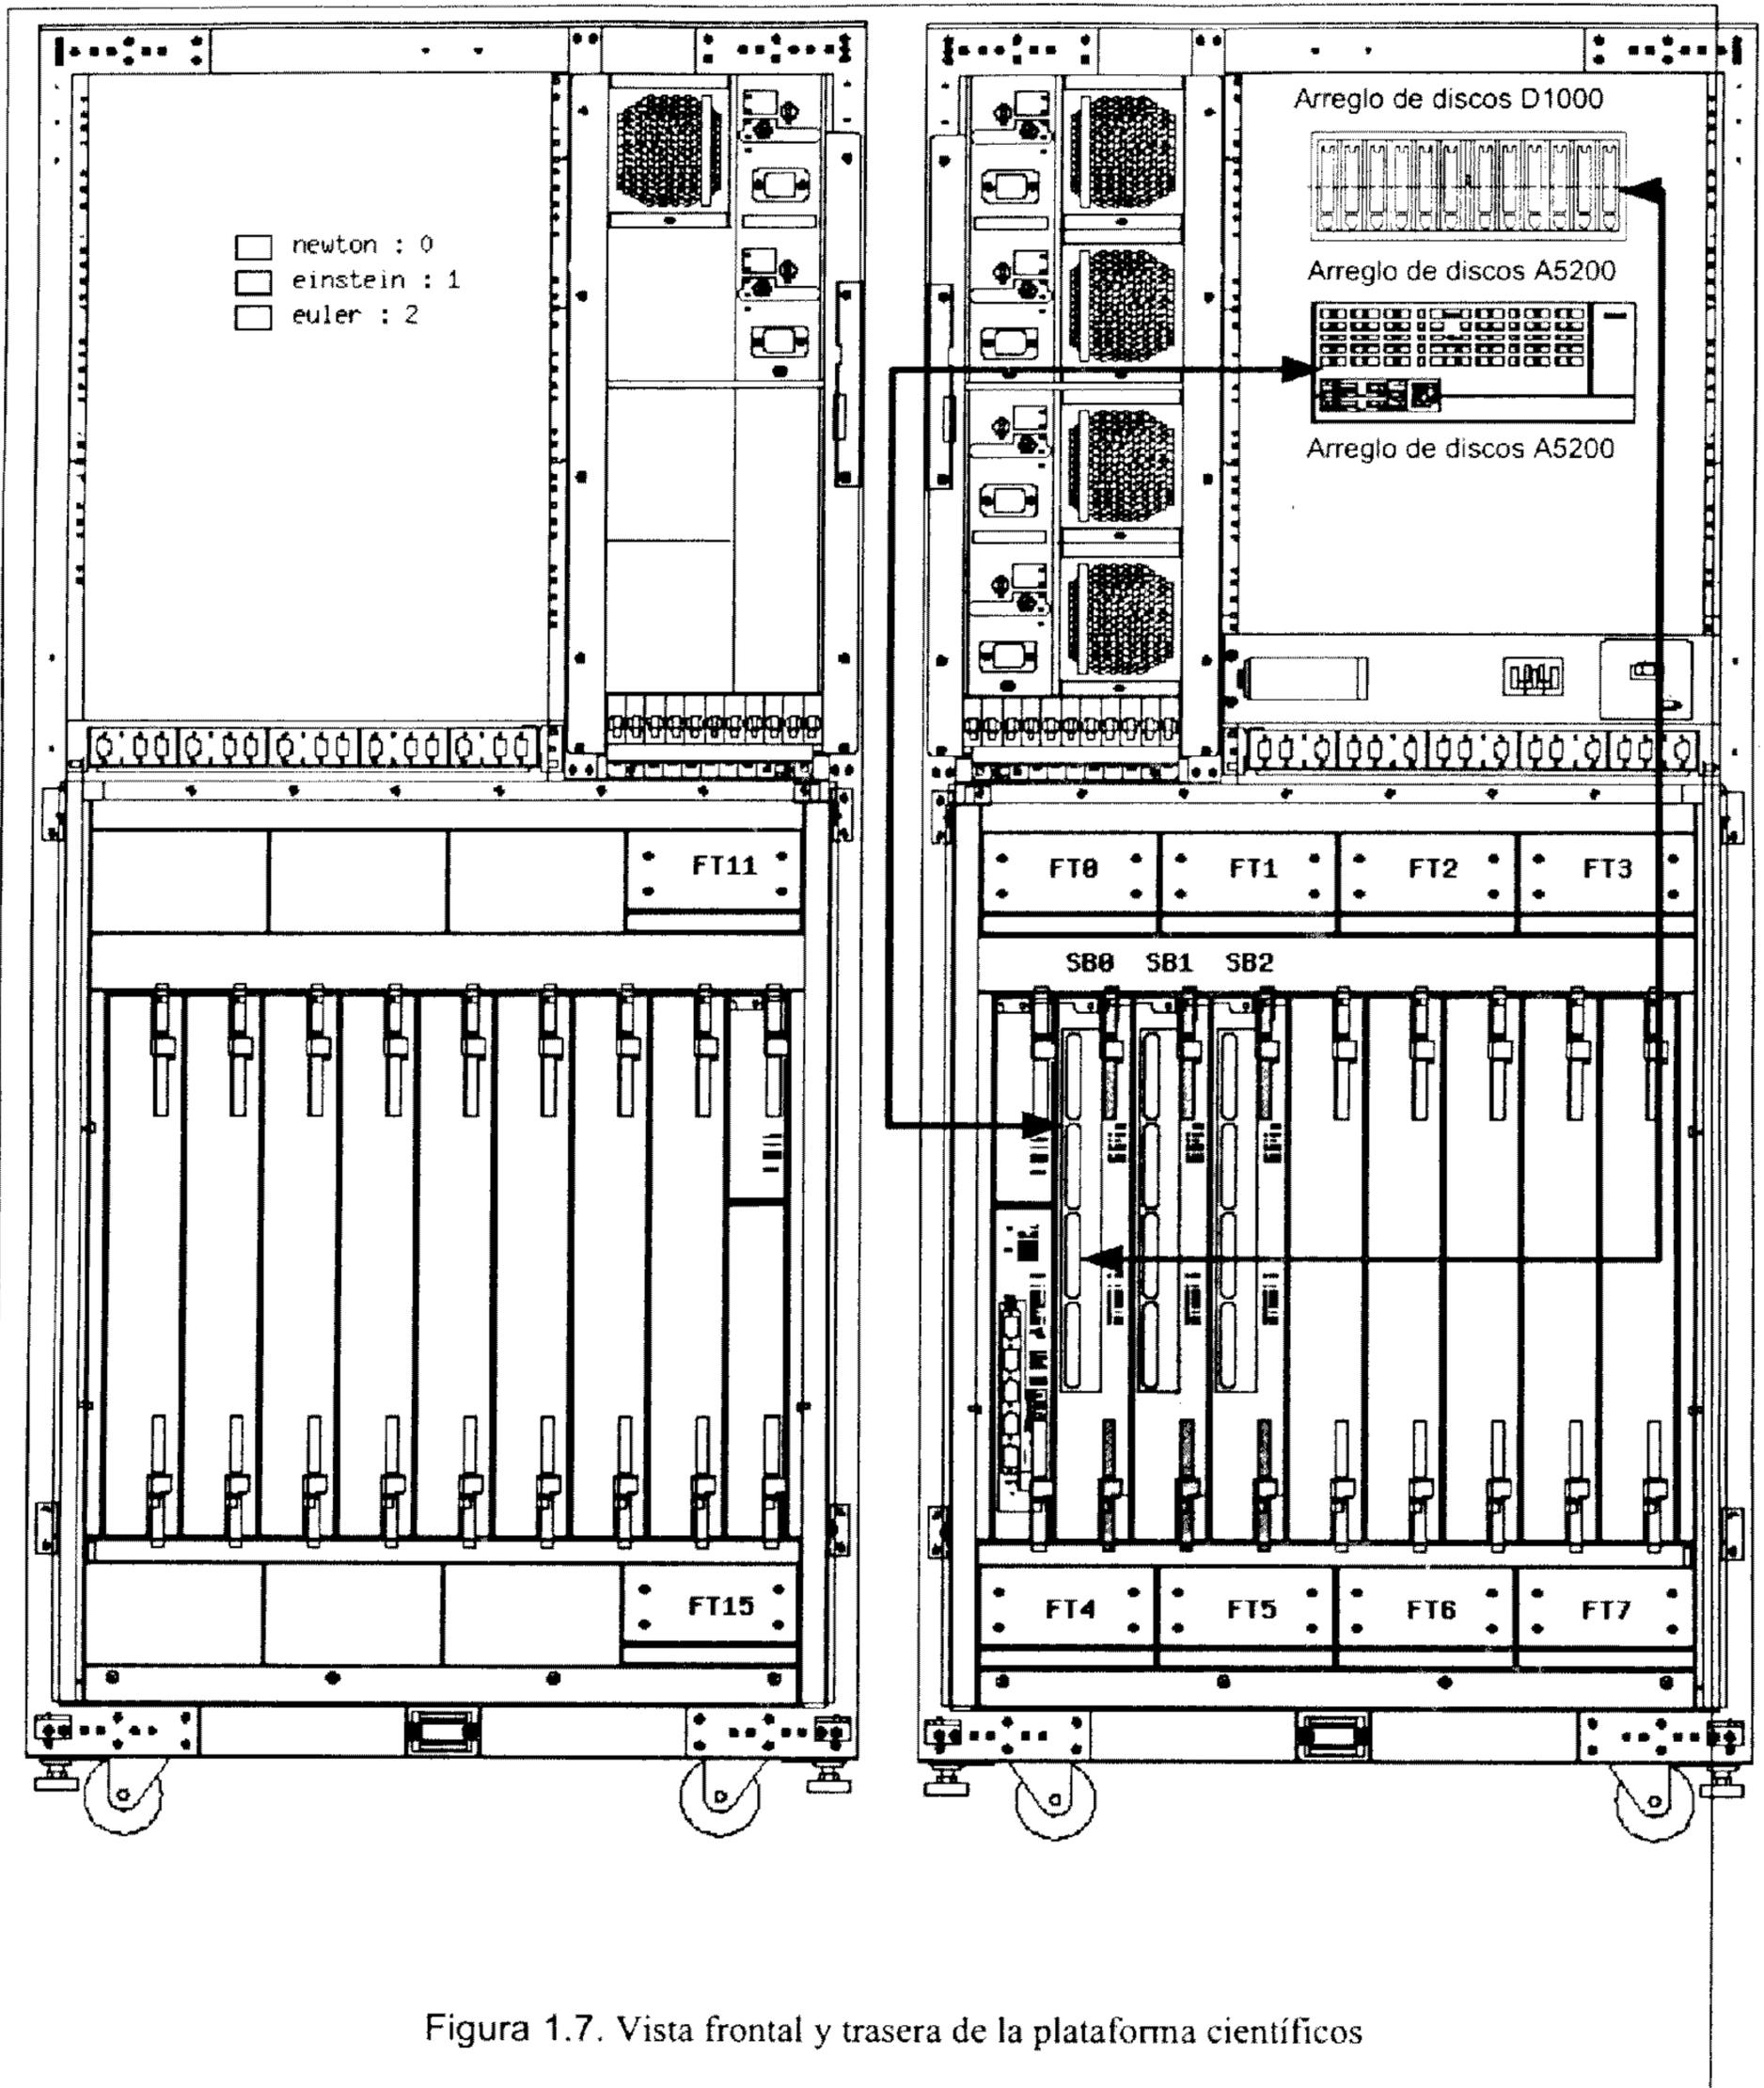 newton : 0
einstein : 1
euler : 2
Arreglo de discos D1000
Arreglo de discos A5200
Arreglo de discos A5200
FT11
FT0 FT1 FT2 FT3
SB0 SB1 SB2
FT15
FT4 FT5 FT6 FT7
Figura 1.7. Vista frontal y trasera de la plataforma científicos